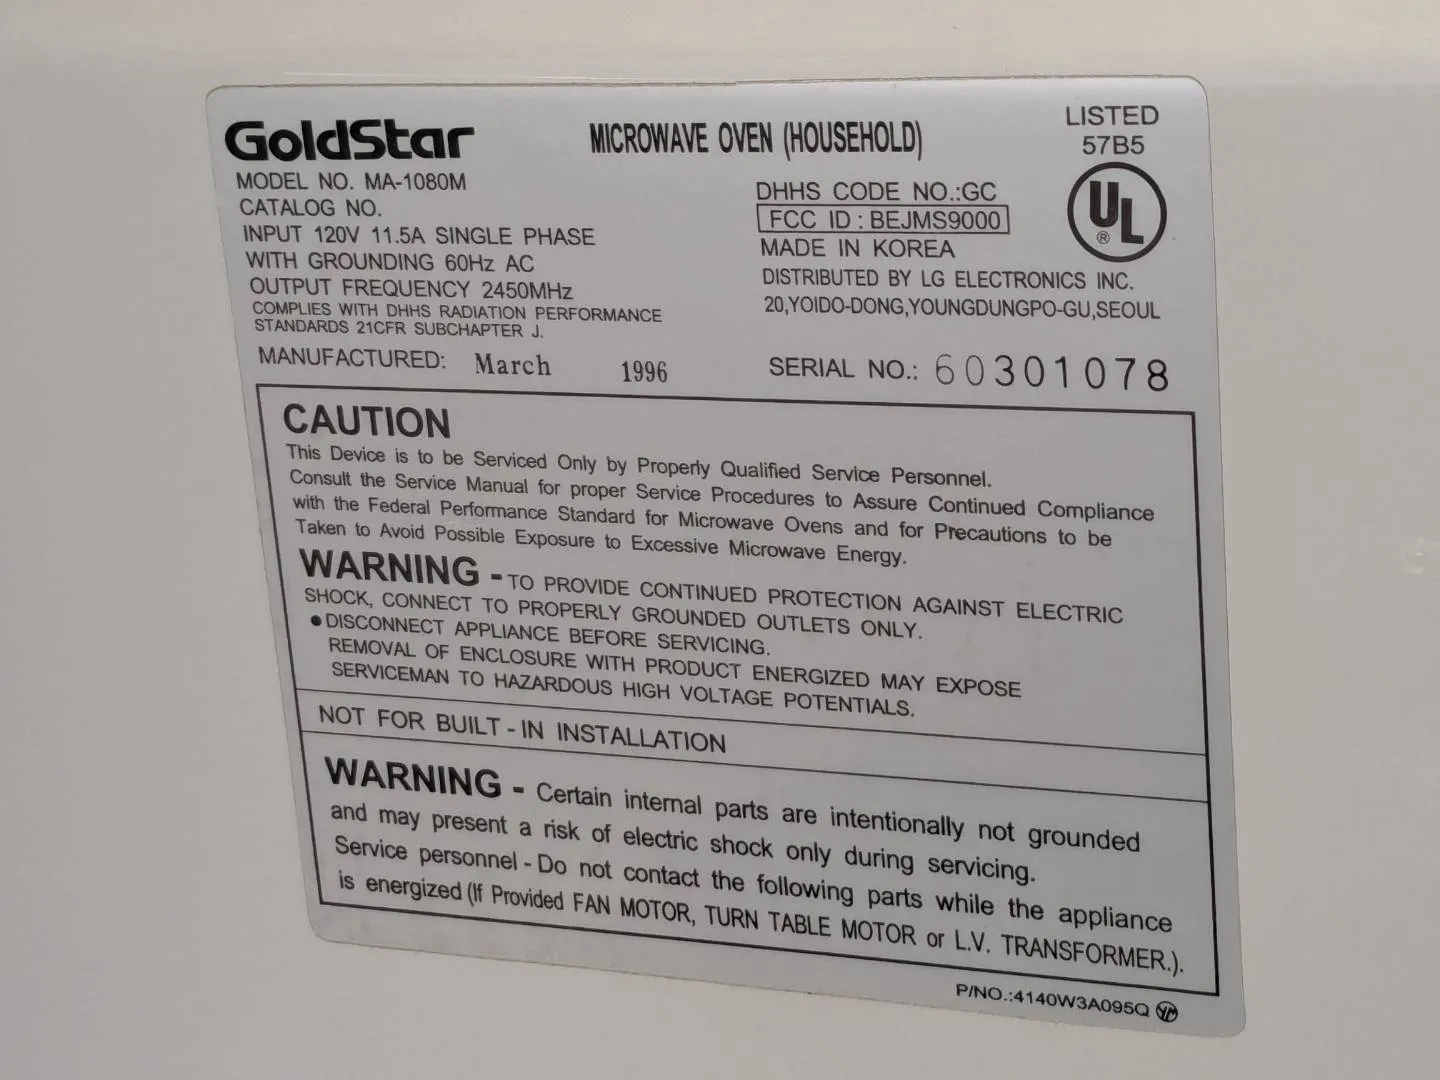 GoldStar
MICROWAVE OVEN (HOUSEHOLD)
LISTED
57B5
UL
®
MODEL NO. MA-1080M
CATALOG NO.
INPUT 120V 11.5A SINGLE PHASE
WITH GROUNDING 60Hz AC
OUTPUT FREQUENCY 2450MHz
COMPLIES WITH DHHS RADIATION PERFORMANCE
STANDARDS 21CFR SUBCHAPTER J.
DHHS CODE NO.:GC
FCC ID : BEJMS9000
MADE IN KOREA
DISTRIBUTED BY LG ELECTRONICS INC.
20,YOIDO-DONG,YOUNGDUNGPO-GU,SEOUL
MANUFACTURED: March 1996
SERIAL NO.: 60301078
CAUTION
This Device is to be Serviced Only by Properly Qualified Service Personnel.
Consult the Service Manual for proper Service Procedures to Assure Continued Compliance
with the Federal Performance Standard for Microwave Ovens and for Precautions to be
Taken to Avoid Possible Exposure to Excessive Microwave Energy.
WARNING - TO PROVIDE CONTINUED PROTECTION AGAINST ELECTRIC
SHOCK, CONNECT TO PROPERLY GROUNDED OUTLETS ONLY.
● DISCONNECT APPLIANCE BEFORE SERVICING.
REMOVAL OF ENCLOSURE WITH PRODUCT ENERGIZED MAY EXPOSE
SERVICEMAN TO HAZARDOUS HIGH VOLTAGE POTENTIALS.
NOT FOR BUILT - IN INSTALLATION
WARNING - Certain internal parts are intentionally not grounded
and may present a risk of electric shock only during servicing.
Service personnel - Do not contact the following parts while the appliance
is energized (If Provided FAN MOTOR, TURN TABLE MOTOR or L.V. TRANSFORMER.).
P/NO.:4140W3A095Q